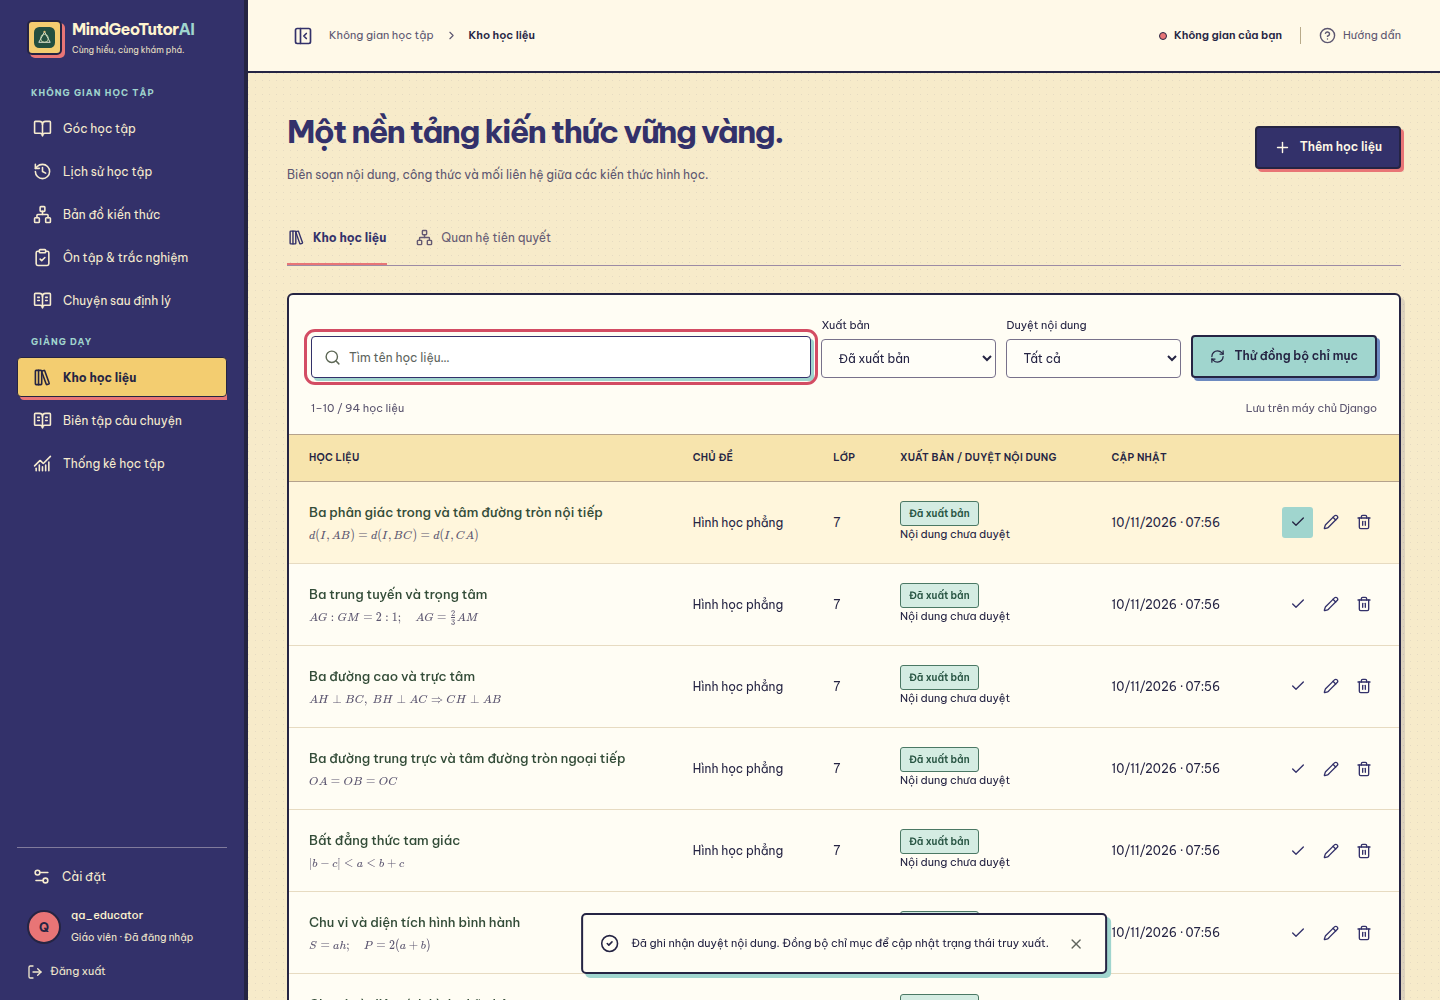 MindGeoTutorAI
Cùng hiểu, cùng khám phá.
KHÔNG GIAN HỌC TẬP
Góc học tập
Lịch sử học tập
Bản đồ kiến thức
Ôn tập & trắc nghiệm
Chuyện sau định lý
GIẢNG DẠY
Kho học liệu
Biên tập câu chuyện
Thống kê học tập
Cài đặt
Q
qa_educator
Giáo viên · Đã đăng nhập
Đăng xuất
Không gian học tập > Kho học liệu
Không gian của bạn
Hướng dẫn
Một nền tảng kiến thức vững vàng.
Biên soạn nội dung, công thức và mối liên hệ giữa các kiến thức hình học.
Thêm học liệu
Kho học liệu
Quan hệ tiên quyết
Tìm tên học liệu...
Xuất bản
Đã xuất bản
Duyệt nội dung
Tất cả
Thử đồng bộ chỉ mục
1–10 / 94 học liệu
Lưu trên máy chủ Django
HỌC LIỆU CHỦ ĐỀ LỚP XUẤT BẢN / DUYỆT NỘI DUNG CẬP NHẬT
Ba phân giác trong và tâm đường tròn nội tiếp
d(I, AB) = d(I, BC) = d(I, CA)
Hình học phẳng
7
Đã xuất bản
Nội dung chưa duyệt
10/11/2026 · 07:56
Ba trung tuyến và trọng tâm
AG : GM = 2 : 1; AG = 2/3 AM
Hình học phẳng
7
Đã xuất bản
Nội dung chưa duyệt
10/11/2026 · 07:56
Ba đường cao và trực tâm
AH ⊥ BC, BH ⊥ AC ⇒ CH ⊥ AB
Hình học phẳng
7
Đã xuất bản
Nội dung chưa duyệt
10/11/2026 · 07:56
Ba đường trung trực và tâm đường tròn ngoại tiếp
OA = OB = OC
Hình học phẳng
7
Đã xuất bản
Nội dung chưa duyệt
10/11/2026 · 07:56
Bất đẳng thức tam giác
|b − c| < a < b + c
Hình học phẳng
7
Đã xuất bản
Nội dung chưa duyệt
10/11/2026 · 07:56
Chu vi và diện tích hình bình hành
S = ah; P = 2(a + b)
10/11/2026 · 07:56
Đã ghi nhận duyệt nội dung. Đồng bộ chỉ mục để cập nhật trạng thái truy xuất.